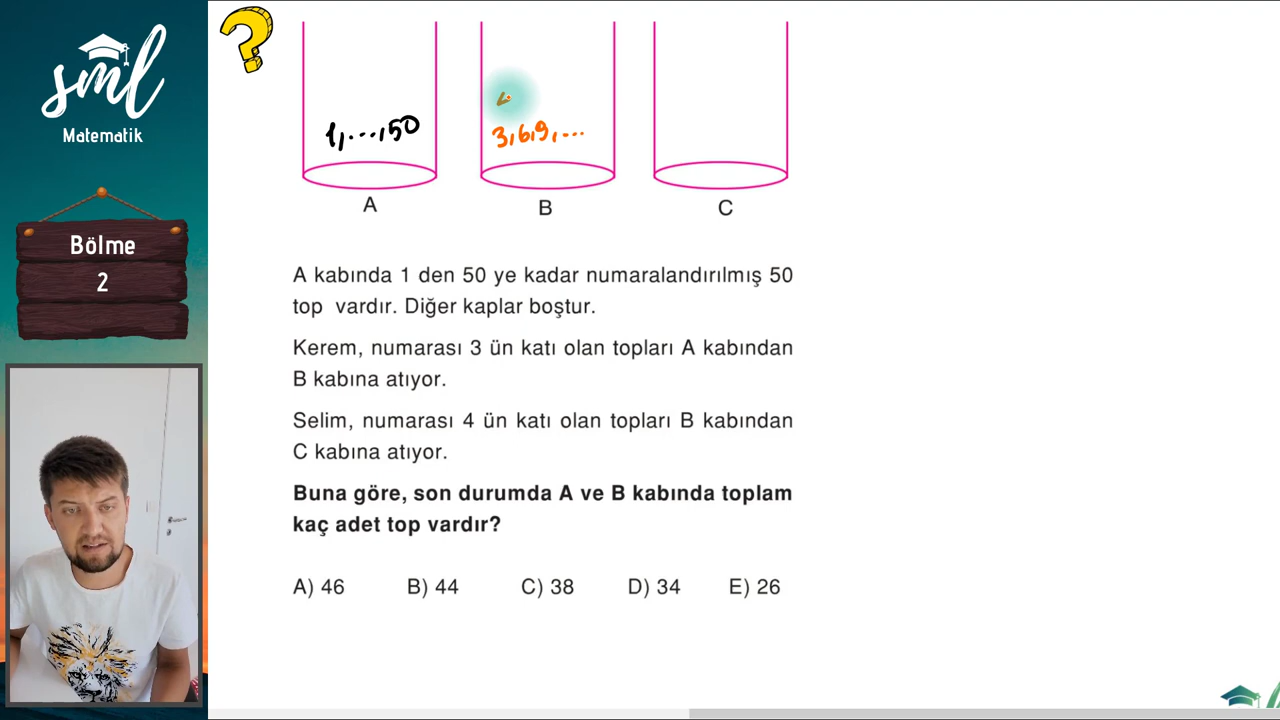 sml
Matematik
Bölme
2
1, ..., 50
3, 6, 9, ...
A
B
C
A kabında 1 den 50 ye kadar numaralandırılmış 50
top vardır. Diğer kaplar boştur.
Kerem, numarası 3 ün katı olan topları A kabından
B kabına atıyor.
Selim, numarası 4 ün katı olan topları B kabından
C kabına atıyor.
Buna göre, son durumda A ve B kabında toplam
kaç adet top vardır?
A) 46 B) 44 C) 38 D) 34 E) 26